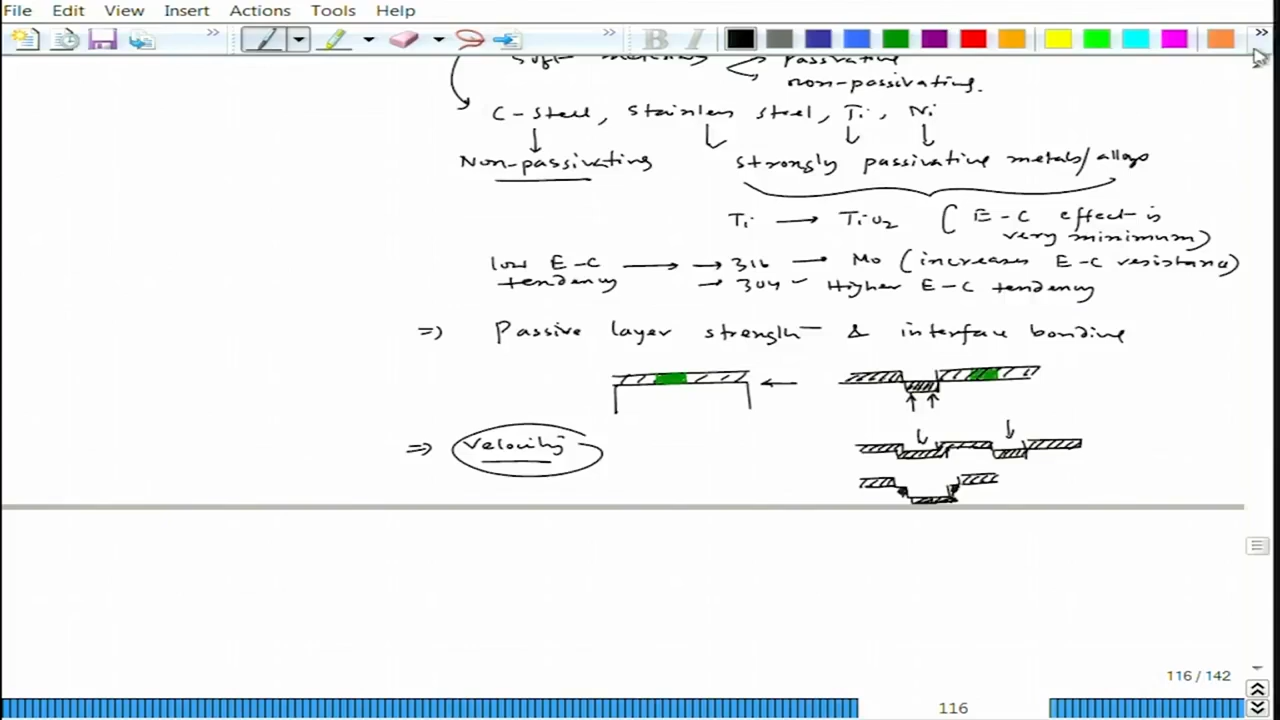 File Edit View Insert Actions Tools Help
passivative
non-passivating.
C-steel, Stainless steel, Ti, Ni
Non-passivating
strongly passivative metals/alloys
Ti → TiO2 (E-C effect is
very minimum)
low E-C
tendency
→ → 316 → Mo (increases E-C resistance)
→ 304 - Higher E-C tendency
⇒ Passive layer strength & interface bonding
⇒ Velocity
116 / 142
116